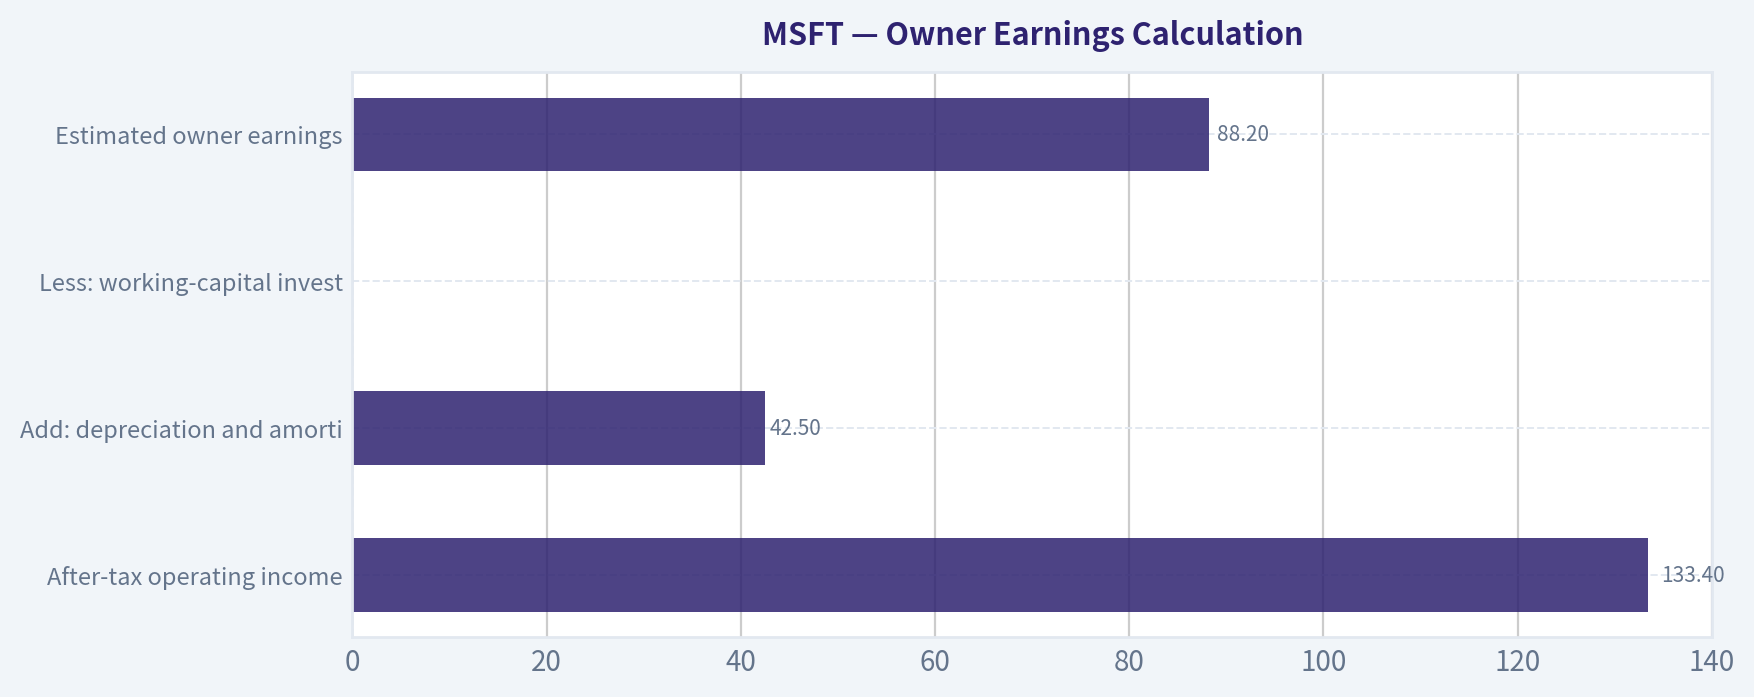 MSFT — Owner Earnings Calculation
Estimated owner earnings
88.20
Less: working-capital invest
Add: depreciation and amorti
42.50
After-tax operating income
133.40
0 20 40 60 80 100 120 140